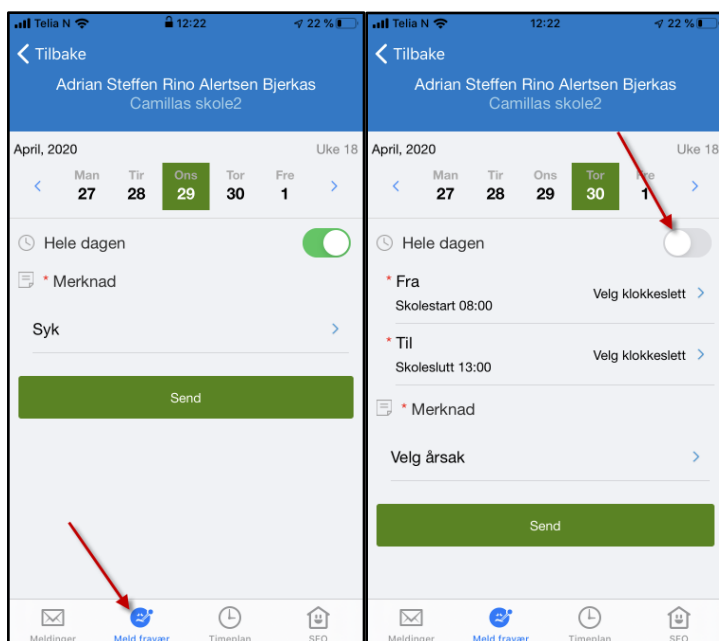 Telia N 12:22 22 %
Tilbake
Adrian Steffen Rino Alertsen Bjerkas
Camillas skole2
April, 2020 Uke 18
Man Tir Ons Tor Fre
27 28 29 30 1
Hele dagen
* Merknad
Syk
Send
Meldinger Meld fravær Timeplan SFO
Telia N 12:22 22 %
Tilbake
Adrian Steffen Rino Alertsen Bjerkas
Camillas skole2
April, 2020 Uke 18
Man Tir Ons Tor Fre
27 28 29 30 1
Hele dagen
* Fra
Skolestart 08:00 Velg klokkeslett
* Til
Skoleslutt 13:00 Velg klokkeslett
* Merknad
Velg årsak
Send
Meldinger Meld fravær Timeplan SFO